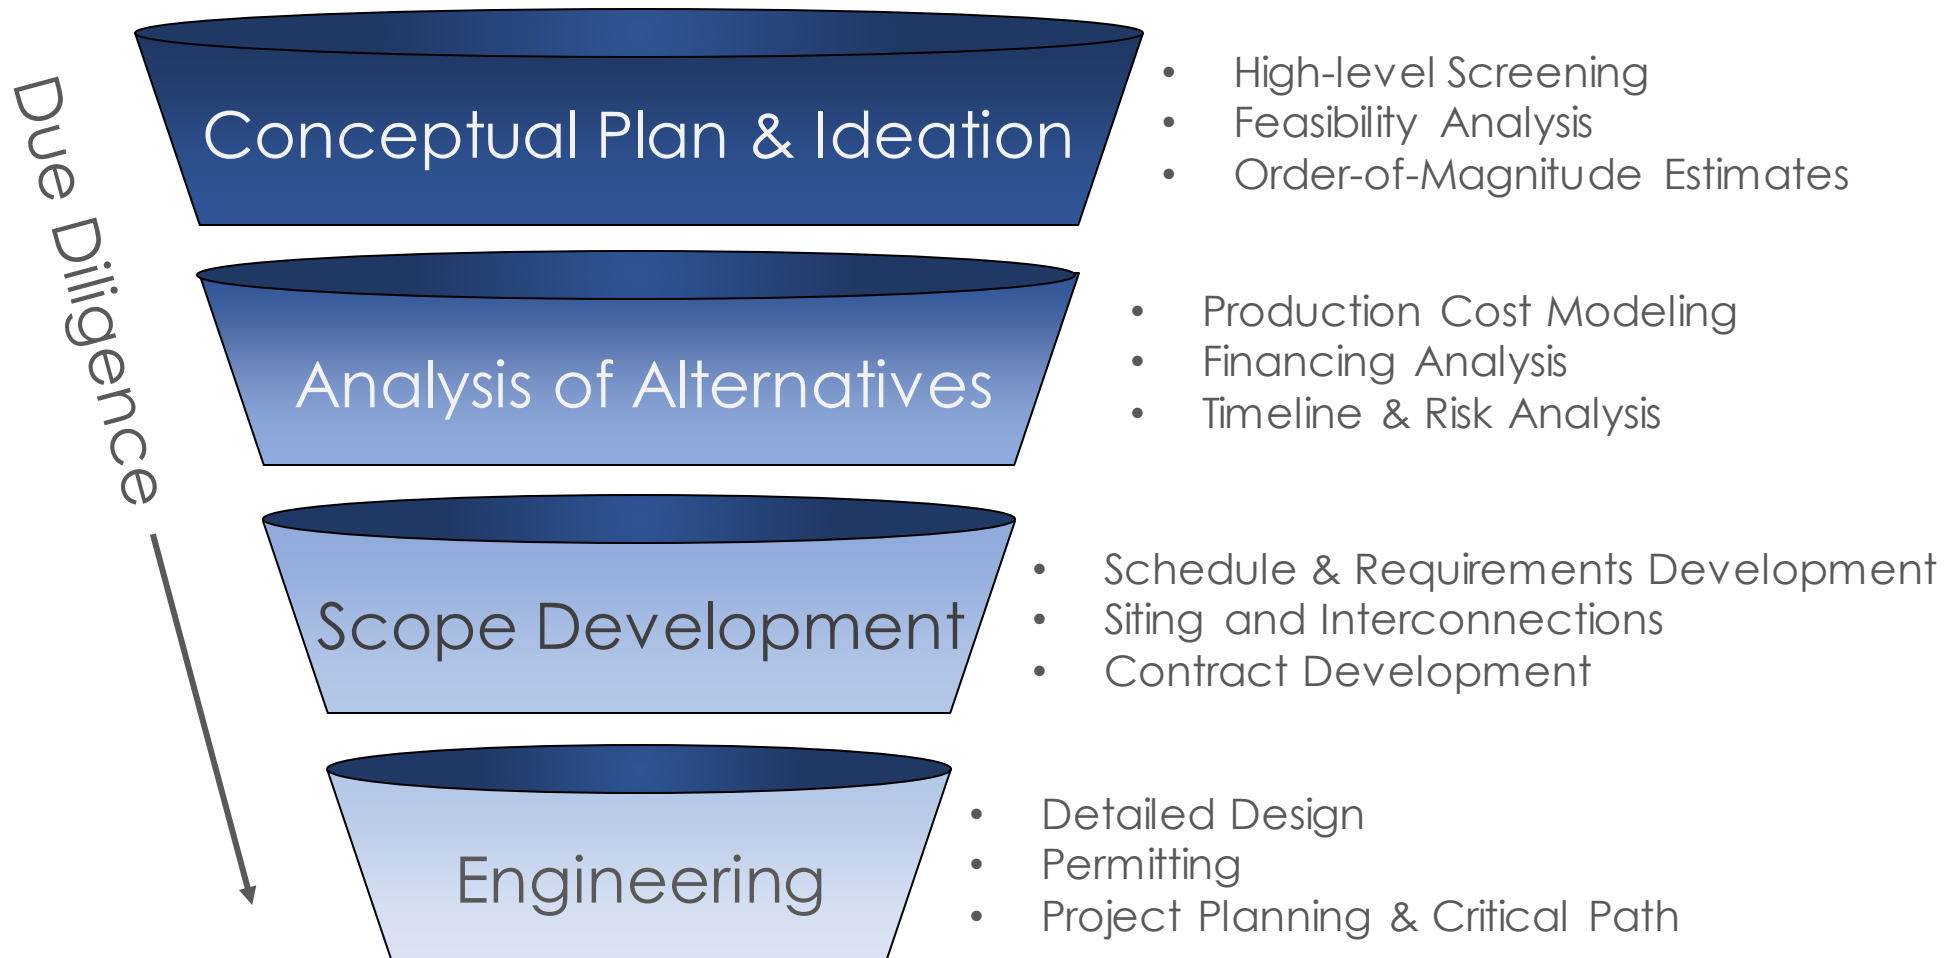 Due Diligence
Conceptual Plan & Ideation
• High-level Screening
• Feasibility Analysis
• Order-of-Magnitude Estimates
Analysis of Alternatives
• Production Cost Modeling
• Financing Analysis
• Timeline & Risk Analysis
Scope Development
• Schedule & Requirements Development
• Siting and Interconnections
• Contract Development
Engineering
• Detailed Design
• Permitting
• Project Planning & Critical Path